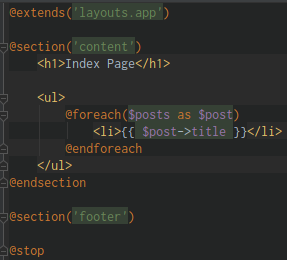 @extends('layouts.app')
@section('content')
<h1>Index Page</h1>
<ul>
@foreach($posts as $post)
<li>{{ $post->title }}</li>
@endforeach
</ul>
@endsection
@section('footer')
@stop